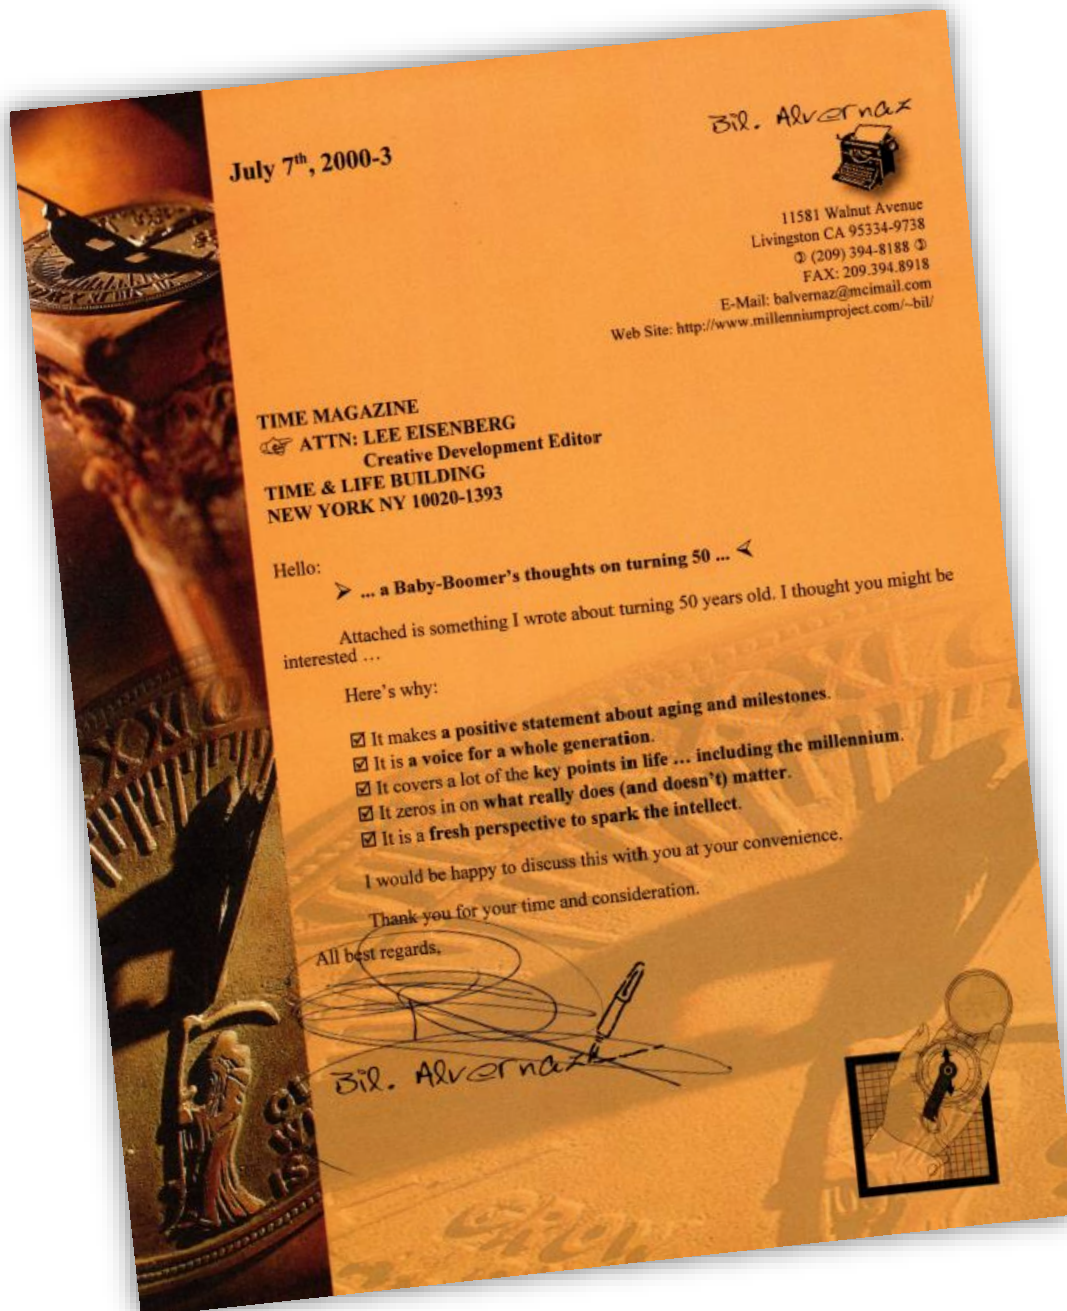 Bil. Alvernaz
July 7th, 2000-3
11581 Walnut Avenue
Livingston CA 95334-9738
(209) 394-8188
FAX: 209.394.8918
E-Mail: balvernaz@mcimail.com
Web Site: http://www.millenniumproject.com/~bil/
TIME MAGAZINE
ATTN: LEE EISENBERG
Creative Development Editor
TIME & LIFE BUILDING
NEW YORK NY 10020-1393
Hello:
➢ ... a Baby-Boomer's thoughts on turning 50 ...
Attached is something I wrote about turning 50 years old. I thought you might be
interested …
Here's why:
☑ It makes a positive statement about aging and milestones.
☑ It is a voice for a whole generation.
☑ It covers a lot of the key points in life … including the millennium.
☑ It zeros in on what really does (and doesn't) matter.
☑ It is a fresh perspective to spark the intellect.
I would be happy to discuss this with you at your convenience.
Thank you for your time and consideration.
All best regards,
Bil. Alvernaz